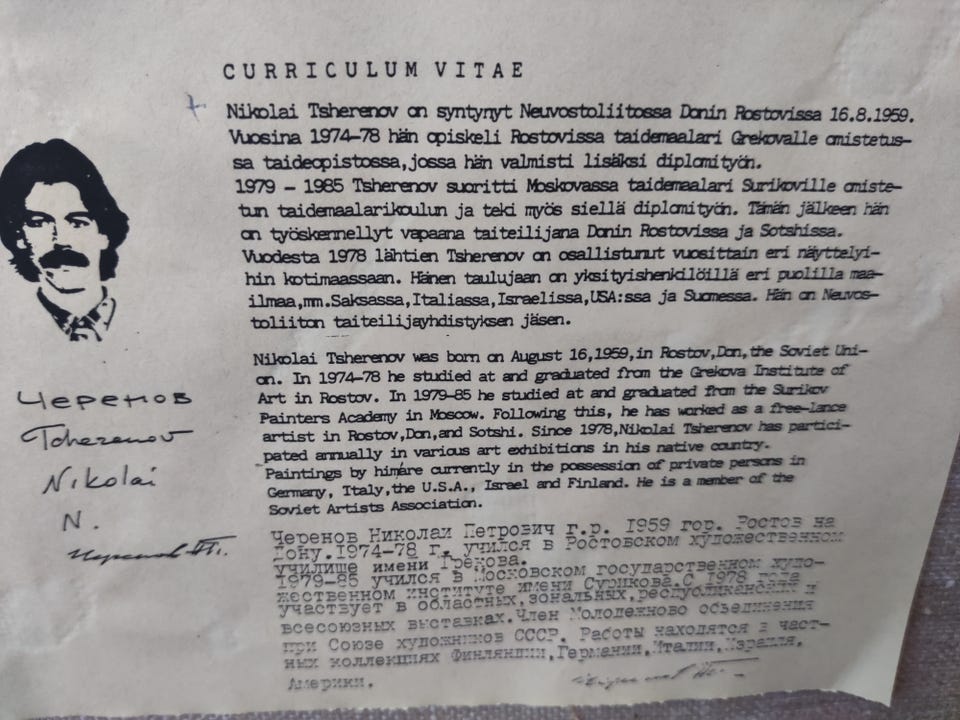 CURRICULUM VITAE
Nikolai Tsherenov on syntynyt Neuvostoliitossa Donin Rostovissa 16.8.1959.
Vuosina 1974-78 hän opiskeli Rostovissa taidemaalari Grekovalle omistetus-
sa taideopistossa,jossa hän valmisti lisäksi diplomityön.
1979 - 1985 Tsherenov suoritti Moskovassa taidemaalari Surikoville omiste-
tun taidemaalarikoulun ja teki myös siellä diplomityön. Tämän jälkeen hän
on työskennellyt vapaana taiteilijana Donin Rostovissa ja Sotshissa.
Vuodesta 1978 lähtien Tsherenov on osallistunut vuosittain eri näyttelyi-
hin kotimaassaan. Hänen taulujaan on yksityishenkilöillä eri puolilla maa-
ilmaa,mm.Saksassa,Italiassa,Israelissa,USA:ssa ja Suomessa. Hän on Neuvos-
toliiton taiteilijayhdistyksen jäsen.
Nikolai Tsherenov was born on August 16,1959,in Rostov,Don,the Soviet Uni-
on. In 1974-78 he studied at and graduated from the Grekova Institute of
Art in Rostov. In 1979-85 he studied at and graduated from the Surikov
Painters Academy in Moscow. Following this, he has worked as a free-lance
artist in Rostov,Don,and Sotshi. Since 1978,Nikolai Tsherenov has partici-
pated annually in various art exhibitions in his native country.
Paintings by him are currently in the possession of private persons in
Germany, Italy,the U.S.A., Israel and Finland. He is a member of the
Soviet Artists Association.
Черенов Николай Петрович г.р. 1959 гор. Ростов на
Дону.1974-78 г. учился в Ростовском художественном
училише имени Грекова.
1979-85 учился в Московском государственном худо-
жественном институте имени Сурикова.С 1978 года
участвует в областных,зональных,республиканских и
всесоюзных выставках.Член Молодежново объединения
при Союзе художников СССР. Работы находятся в част-
ных коллекциях Финляндии,Германии,Италии,Израиля,
Америки.
Черенов
Tcherenov
Nikolai
N.